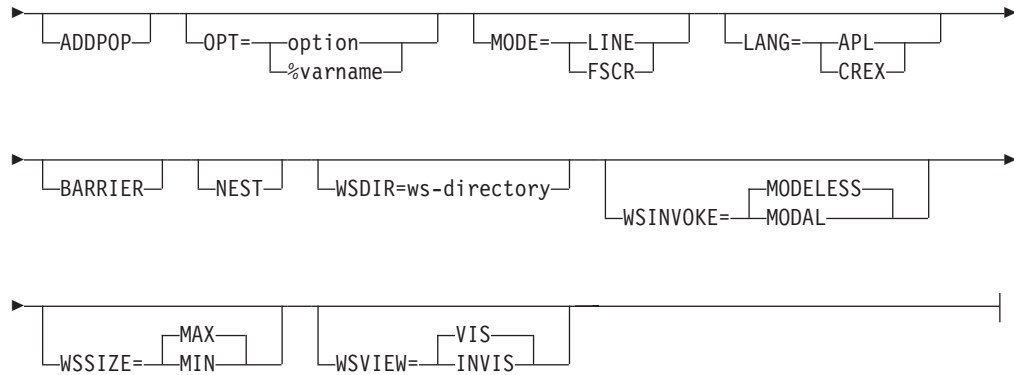 ADDPOP OPT= option MODE= LINE LANG= APL
%varname FSCR CREX
BARRIER NEST WSDIR=ws-directory MODELESS
WSINVOKE= MODAL
MAX VIS
WSSIZE= MIN WSVIEW= INVIS